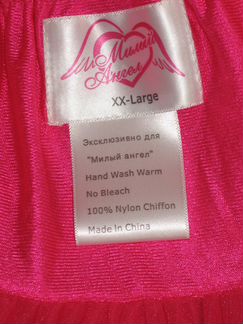 Милый
Ангел
XX-Large
Эксклюзивно для
"Милый ангел"
Hand Wash Warm
No Bleach
100% Nylon Chiffon
Made In China